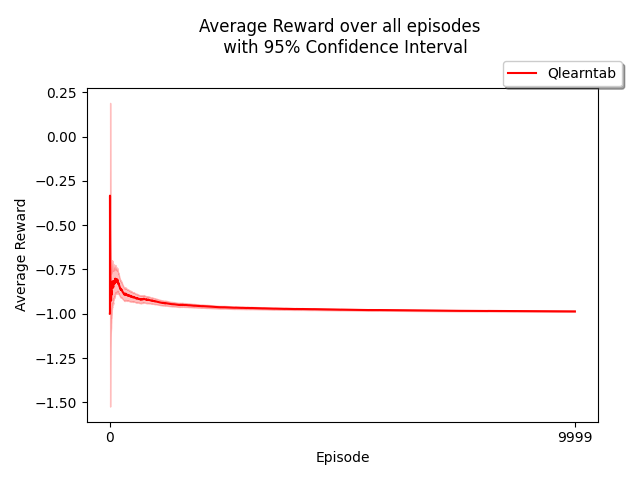 Average Reward over all episodes
with 95% Confidence Interval
Qlearntab
0.25
0.00
−0.25
−0.50
−0.75
−1.00
−1.25
−1.50
Average Reward
0 9999
Episode